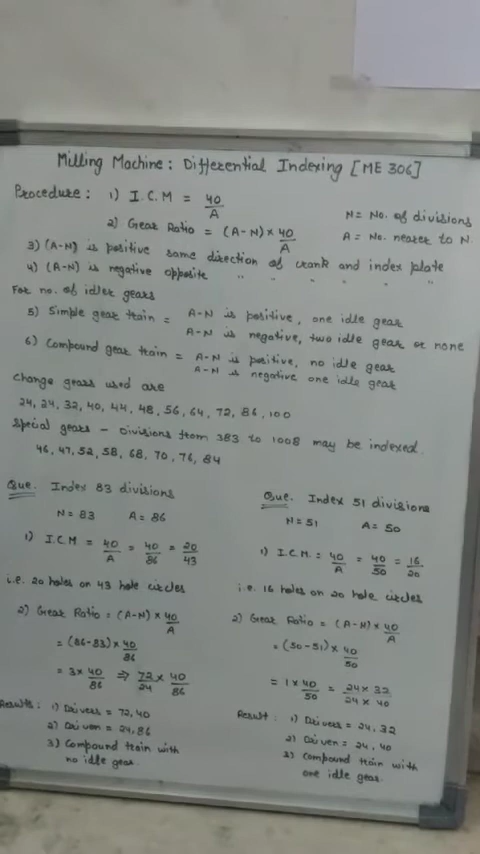 Milling Machine: Differential Indexing [ME 306]
Procedure: 1) I.C.M = 40/A
N = No. of divisions
2) Gear Ratio = (A-N) × 40/A
A = No. nearer to N.
3) (A-N) is positive same direction of crank and index plate
4) (A-N) is negative opposite " " " " " "
For no. of idler gears
5) Simple gear train = A-N is positive, one idle gear
A-N is negative, two idle gear or none
6) Compound gear train = A-N is positive, no idle gear
A-N is negative one idle gear
Change gears used are
24, 24, 32, 40, 44, 48, 56, 64, 72, 86, 100
Special gears - Divisions from 383 to 1008 may be indexed.
46, 47, 52, 58, 68, 70, 76, 84
Que. Index 83 divisions
N = 83 A = 86
1) I.C.M = 40/A = 40/86 = 20/43
i.e. 20 holes on 43 hole circles
2) Gear Ratio = (A-N) × 40/A
= (86-83) × 40/86
= 3 × 40/86 ⇒ 72/24 × 40/86
Results: 1) Drivers = 72, 40
2) Driven = 24, 86
3) Compound train with
no idle gear.
Que. Index 51 divisions
N = 51 A = 50
1) I.C.M. = 40/A = 40/50 = 16/20
i.e. 16 holes on 20 hole circles
2) Gear Ratio = (A-N) × 40/A
= (50-51) × 40/50
= 1 × 40/50 = 24 × 32/24 × 40
Result: 1) Drivers = 24, 32
2) Driven = 24, 40
3) Compound train with
one idle gear.